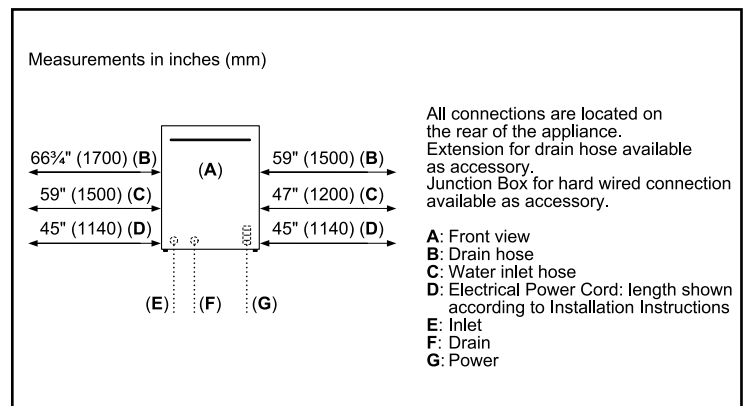 Measurements in inches (mm)
66¾" (1700) (B)
59" (1500) (C)
45" (1140) (D)
(A)
59" (1500) (B)
47" (1200) (C)
45" (1140) (D)
(E)
(F)
(G)
All connections are located on
the rear of the appliance.
Extension for drain hose available
as accessory.
Junction Box for hard wired connection
available as accessory.
A: Front view
B: Drain hose
C: Water inlet hose
D: Electrical Power Cord: length shown
according to Installation Instructions
E: Inlet
F: Drain
G: Power